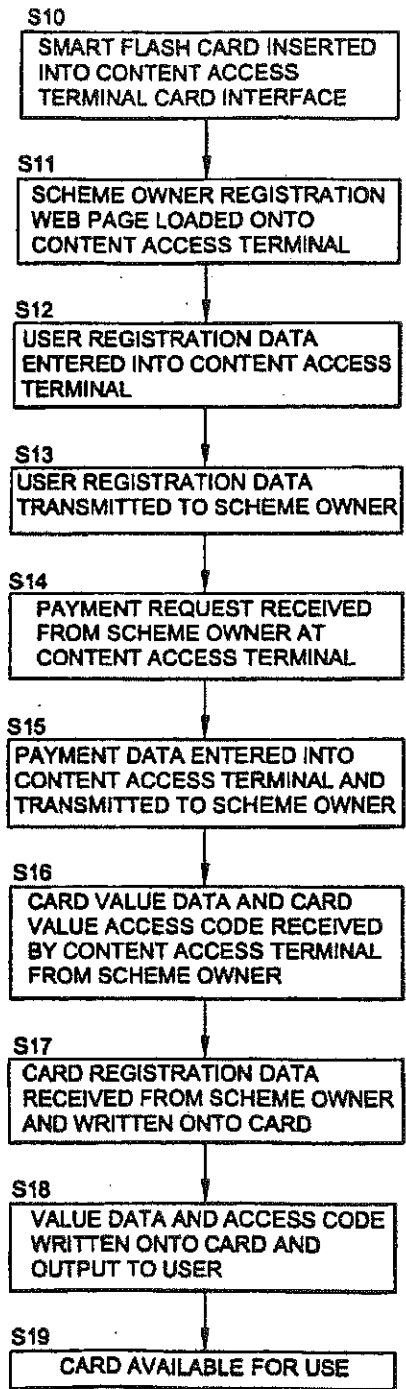 S10
SMART FLASH CARD INSERTED
INTO CONTENT ACCESS
TERMINAL CARD INTERFACE
S11
SCHEME OWNER REGISTRATION
WEB PAGE LOADED ONTO
CONTENT ACCESS TERMINAL
S12
USER REGISTRATION DATA
ENTERED INTO CONTENT ACCESS
TERMINAL
S13
USER REGISTRATION DATA
TRANSMITTED TO SCHEME OWNER
S14
PAYMENT REQUEST RECEIVED
FROM SCHEME OWNER AT
CONTENT ACCESS TERMINAL
S15
PAYMENT DATA ENTERED INTO
CONTENT ACCESS TERMINAL AND
TRANSMITTED TO SCHEME OWNER
S16
CARD VALUE DATA AND CARD
VALUE ACCESS CODE RECEIVED
BY CONTENT ACCESS TERMINAL
FROM SCHEME OWNER
S17
CARD REGISTRATION DATA
RECEIVED FROM SCHEME OWNER
AND WRITTEN ONTO CARD
S18
VALUE DATA AND ACCESS CODE
WRITTEN ONTO CARD AND
OUTPUT TO USER
S19
CARD AVAILABLE FOR USE